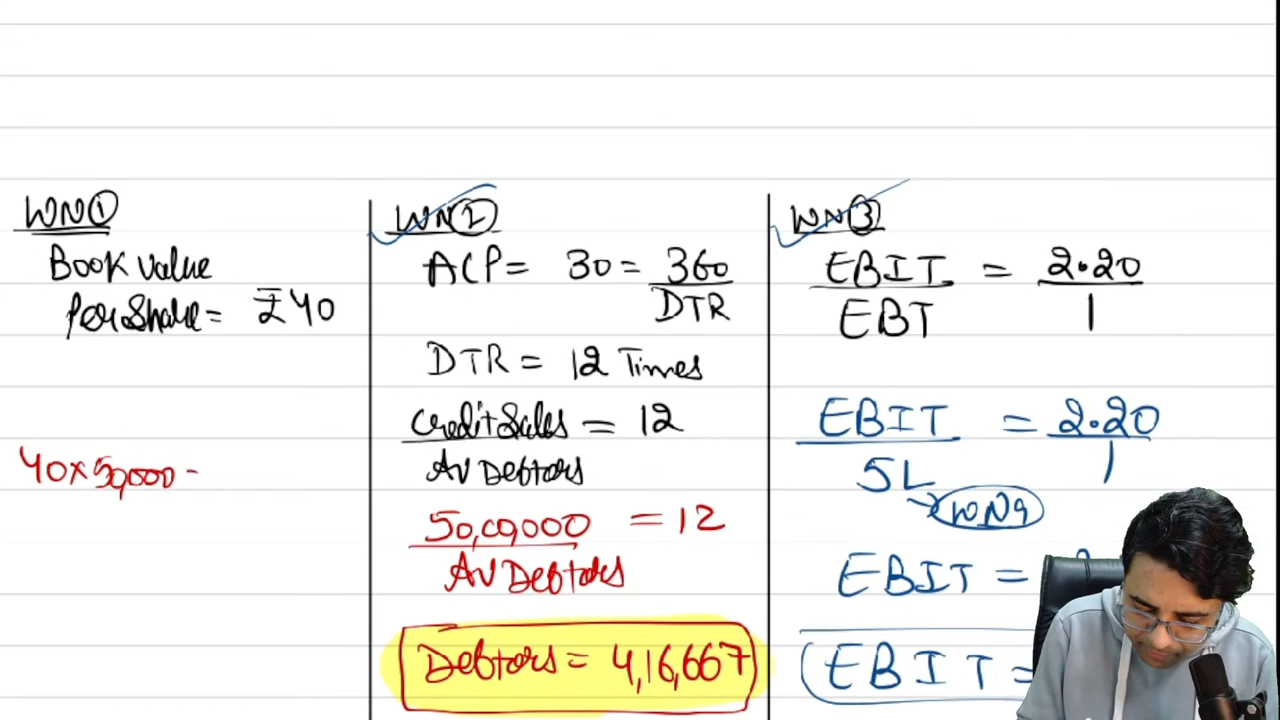 WN①
Book Value
Per Share = ₹40
40×50,000 -
WN②
ACP = 30 = 360
DTR
DTR = 12 Times
Credit Sales = 12
Av Debtors
50,00,000 = 12
Av Debtors
Debtors = 4,16,667
WN③
EBIT = 2.20
EBT 1
EBIT = 2.20
5L 1
→ WN9
EBIT =
EBIT =